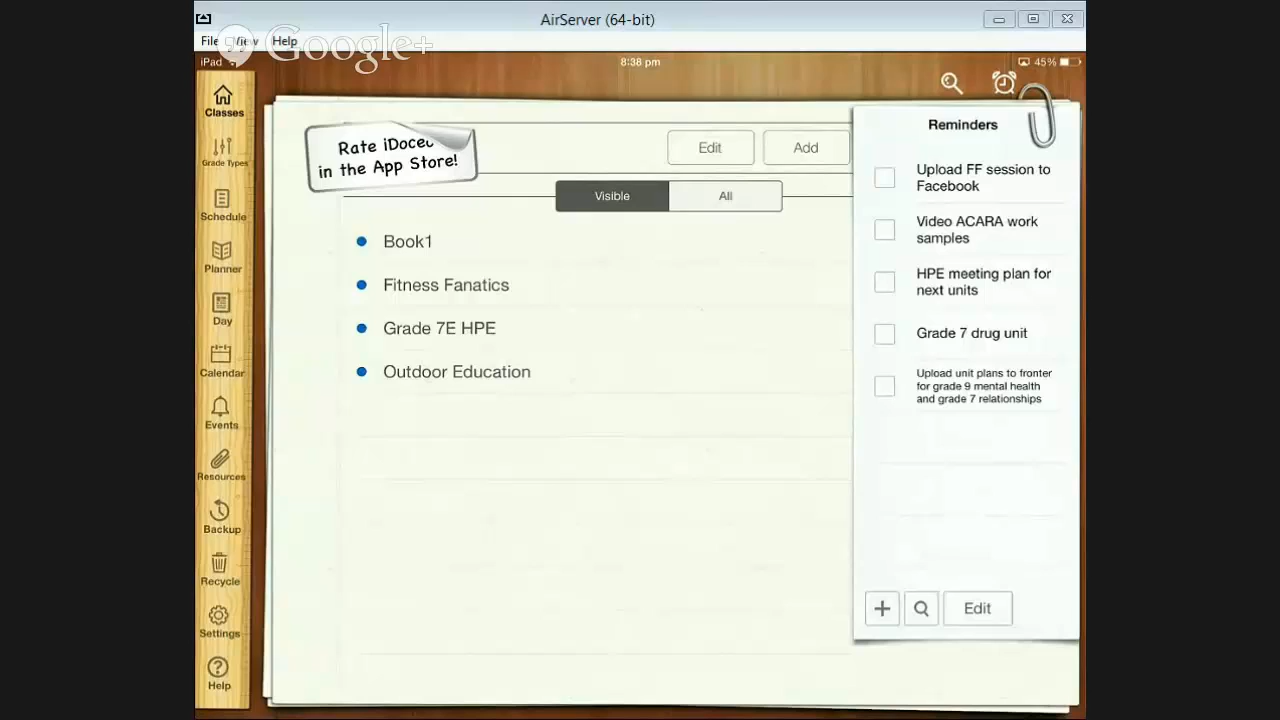 AirServer (64-bit)
File View Help
Google+
iPad
8:38 pm
45%
Classes
Grade Types
Schedule
Planner
Day
Calendar
Events
Resources
Backup
Recycle
Settings
Help
Rate iDoceo
in the App Store!
Edit
Add
Visible
All
Book1
Fitness Fanatics
Grade 7E HPE
Outdoor Education
Reminders
Upload FF session to
Facebook
Video ACARA work
samples
HPE meeting plan for
next units
Grade 7 drug unit
Upload unit plans to fronter
for grade 9 mental health
and grade 7 relationships
Edit